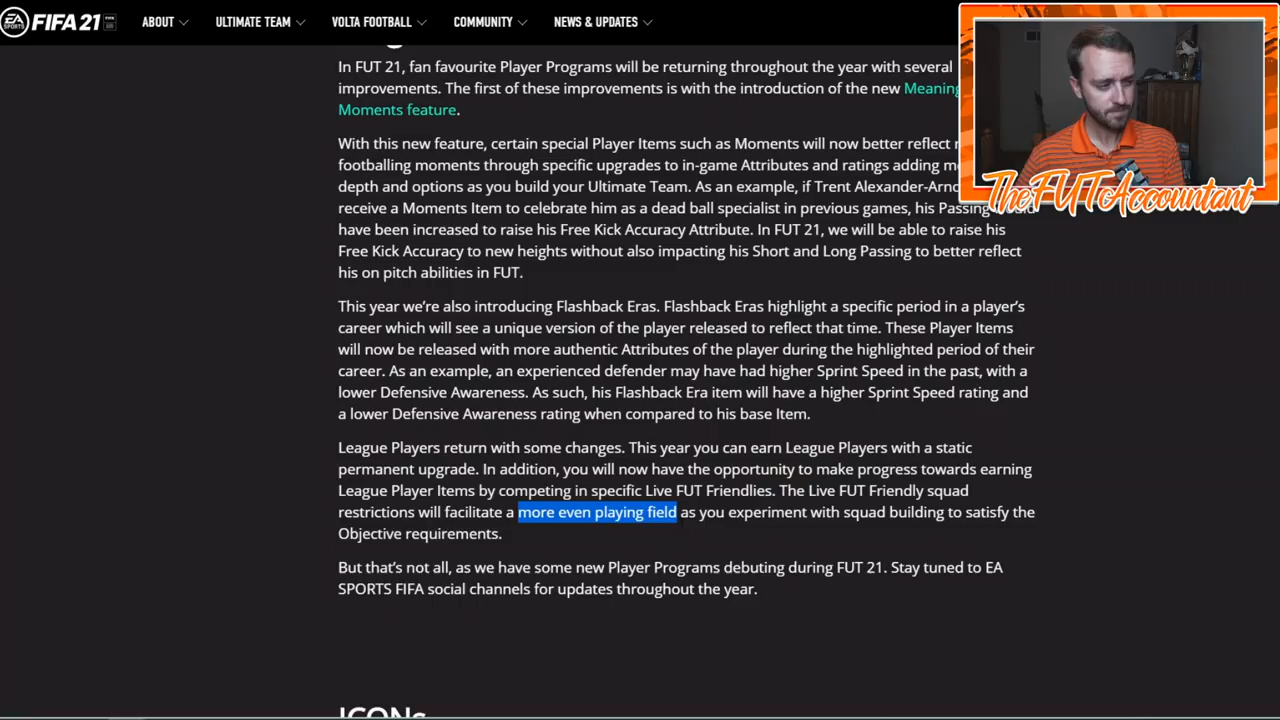 EA SPORTS FIFA 21
ABOUT ULTIMATE TEAM VOLTA FOOTBALL COMMUNITY NEWS & UPDATES
In FUT 21, fan favourite Player Programs will be returning throughout the year with several
improvements. The first of these improvements is with the introduction of the new
Moments feature.
With this new feature, certain special Player Items such as Moments will now better reflect
footballing moments through specific upgrades to in-game Attributes and ratings adding
depth and options as you build your Ultimate Team. As an example, if Trent
receive a Moments Item to celebrate him as a dead ball specialist in previous games, his Passing
have been increased to raise his Free Kick Accuracy Attribute. In FUT 21, we will be able to raise his
Free Kick Accuracy to new heights without also impacting his Short and Long Passing to better reflect
his on pitch abilities in FUT.
This year we're also introducing Flashback Eras. Flashback Eras highlight a specific period in a player's
career which will see a unique version of the player released to reflect that time. These Player Items
will now be released with more authentic Attributes of the player during the highlighted period of their
career. As an example, an experienced defender may have had higher Sprint Speed in the past, with a
lower Defensive Awareness. As such, his Flashback Era item will have a higher Sprint Speed rating and
a lower Defensive Awareness rating when compared to his base Item.
League Players return with some changes. This year you can earn League Players with a static
permanent upgrade. In addition, you will now have the opportunity to make progress towards earning
League Player Items by competing in specific Live FUT Friendlies. The Live FUT Friendly squad
restrictions will facilitate a more even playing field as you experiment with squad building to satisfy the
Objective requirements.
But that's not all, as we have some new Player Programs debuting during FUT 21. Stay tuned to EA
SPORTS FIFA social channels for updates throughout the year.
ICONs
TheFUTAccountant